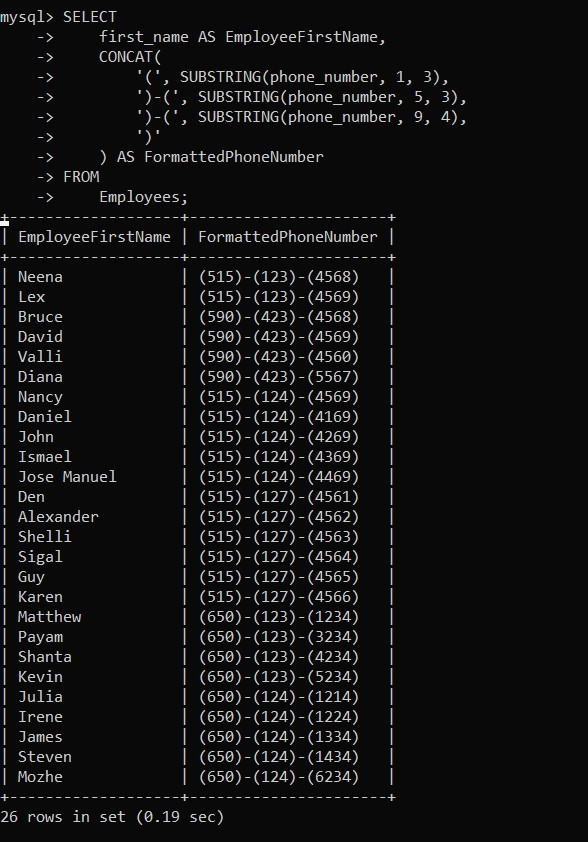 mysql> SELECT
    ->     first_name AS EmployeeFirstName,
    ->     CONCAT(
    ->         '(', SUBSTRING(phone_number, 1, 3),
    ->         ')-(', SUBSTRING(phone_number, 5, 3),
    ->         ')-(', SUBSTRING(phone_number, 9, 4),
    ->         ')'
    ->     ) AS FormattedPhoneNumber
    -> FROM
    ->     Employees;
+-------------------+----------------------+
| EmployeeFirstName | FormattedPhoneNumber |
+-------------------+----------------------+
| Neena             | (515)-(123)-(4568)   |
| Lex               | (515)-(123)-(4569)   |
| Bruce             | (590)-(423)-(4568)   |
| David             | (590)-(423)-(4569)   |
| Valli             | (590)-(423)-(4560)   |
| Diana             | (590)-(423)-(5567)   |
| Nancy             | (515)-(124)-(4569)   |
| Daniel            | (515)-(124)-(4169)   |
| John              | (515)-(124)-(4269)   |
| Ismael            | (515)-(124)-(4369)   |
| Jose Manuel       | (515)-(124)-(4469)   |
| Den               | (515)-(127)-(4561)   |
| Alexander         | (515)-(127)-(4562)   |
| Shelli            | (515)-(127)-(4563)   |
| Sigal             | (515)-(127)-(4564)   |
| Guy               | (515)-(127)-(4565)   |
| Karen             | (515)-(127)-(4566)   |
| Matthew           | (650)-(123)-(1234)   |
| Payam             | (650)-(123)-(3234)   |
| Shanta            | (650)-(123)-(4234)   |
| Kevin             | (650)-(123)-(5234)   |
| Julia             | (650)-(124)-(1214)   |
| Irene             | (650)-(124)-(1224)   |
| James             | (650)-(124)-(1334)   |
| Steven            | (650)-(124)-(1434)   |
| Mozhe             | (650)-(124)-(6234)   |
+-------------------+----------------------+
26 rows in set (0.19 sec)